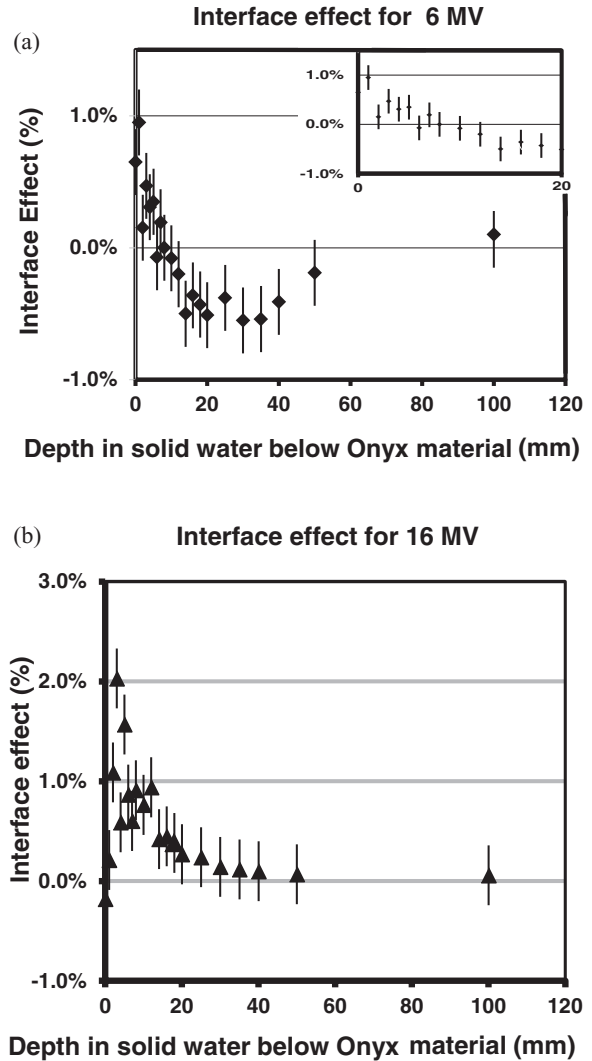 Interface effect for 6 MV
(a)
Interface Effect (%)
1.0%
0.0%
-1.0%
1.0%
0.0%
-1.0%
0 20
0 20 40 60 80 100 120
Depth in solid water below Onyx material (mm)
(b)
Interface effect for 16 MV
Interface effect (%)
3.0%
2.0%
1.0%
0.0%
-1.0%
0 20 40 60 80 100 120
Depth in solid water below Onyx material (mm)